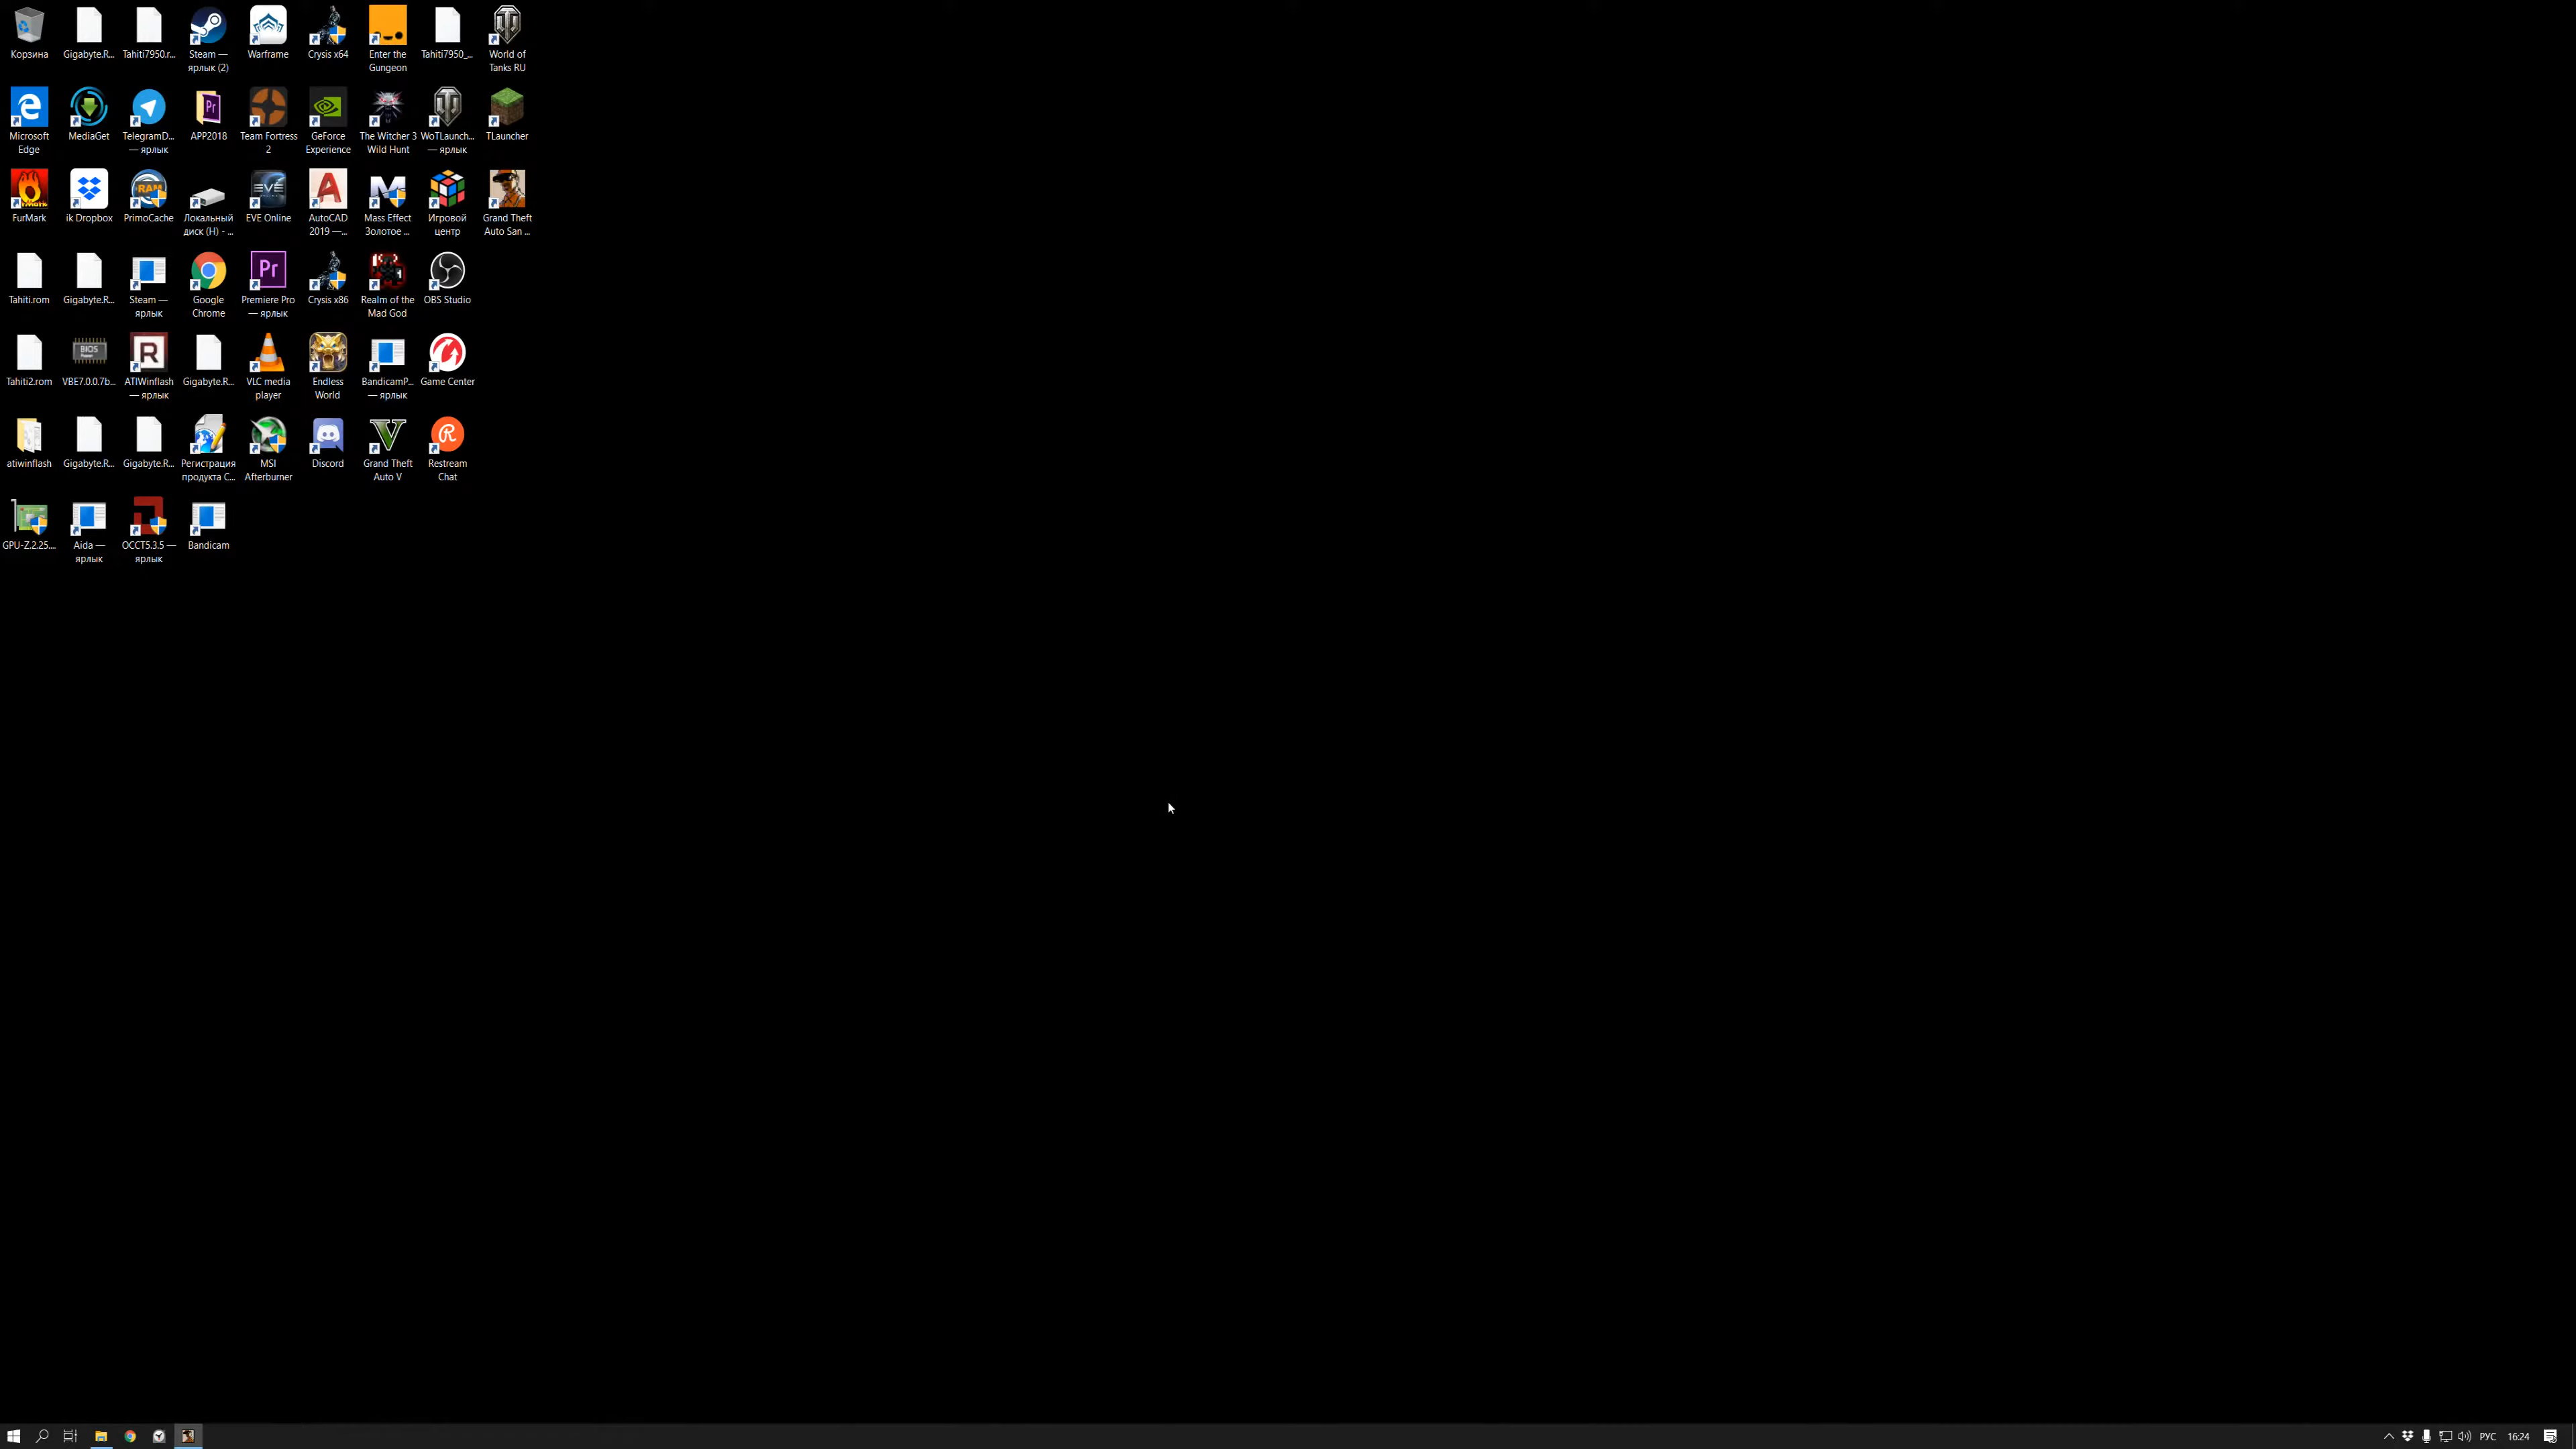 Корзина
Gigabyte.R...
Tahiti7950.r...
Steam —
ярлык (2)
Warframe
Crysis x64
Enter the
Gungeon
Tahiti7950_...
World of
Tanks RU
Microsoft
Edge
MediaGet
TelegramD...
— ярлык
APP2018
Team Fortress
2
GeForce
Experience
The Witcher 3
Wild Hunt
WoTLaunch...
— ярлык
TLauncher
FurMark
ik Dropbox
PrimoCache
Локальный
диск (H) - ...
EVE Online
AutoCAD
2019 —...
Mass Effect
Золотое ...
Игровой
центр
Grand Theft
Auto San ...
Tahiti.rom
Gigabyte.R...
Steam —
ярлык
Google
Chrome
Premiere Pro
— ярлык
Crysis x86
Realm of the
Mad God
OBS Studio
Tahiti2.rom
VBE7.0.0.7b...
ATIWinflash
— ярлык
Gigabyte.R...
VLC media
player
Endless
World
BandicamP...
— ярлык
Game Center
atiwinflash
Gigabyte.R...
Gigabyte.R...
Регистрация
продукта C...
MSI
Afterburner
Discord
Grand Theft
Auto V
Restream
Chat
GPU-Z.2.25....
Aida —
ярлык
OCCT5.3.5 —
ярлык
Bandicam
РУС
16:24